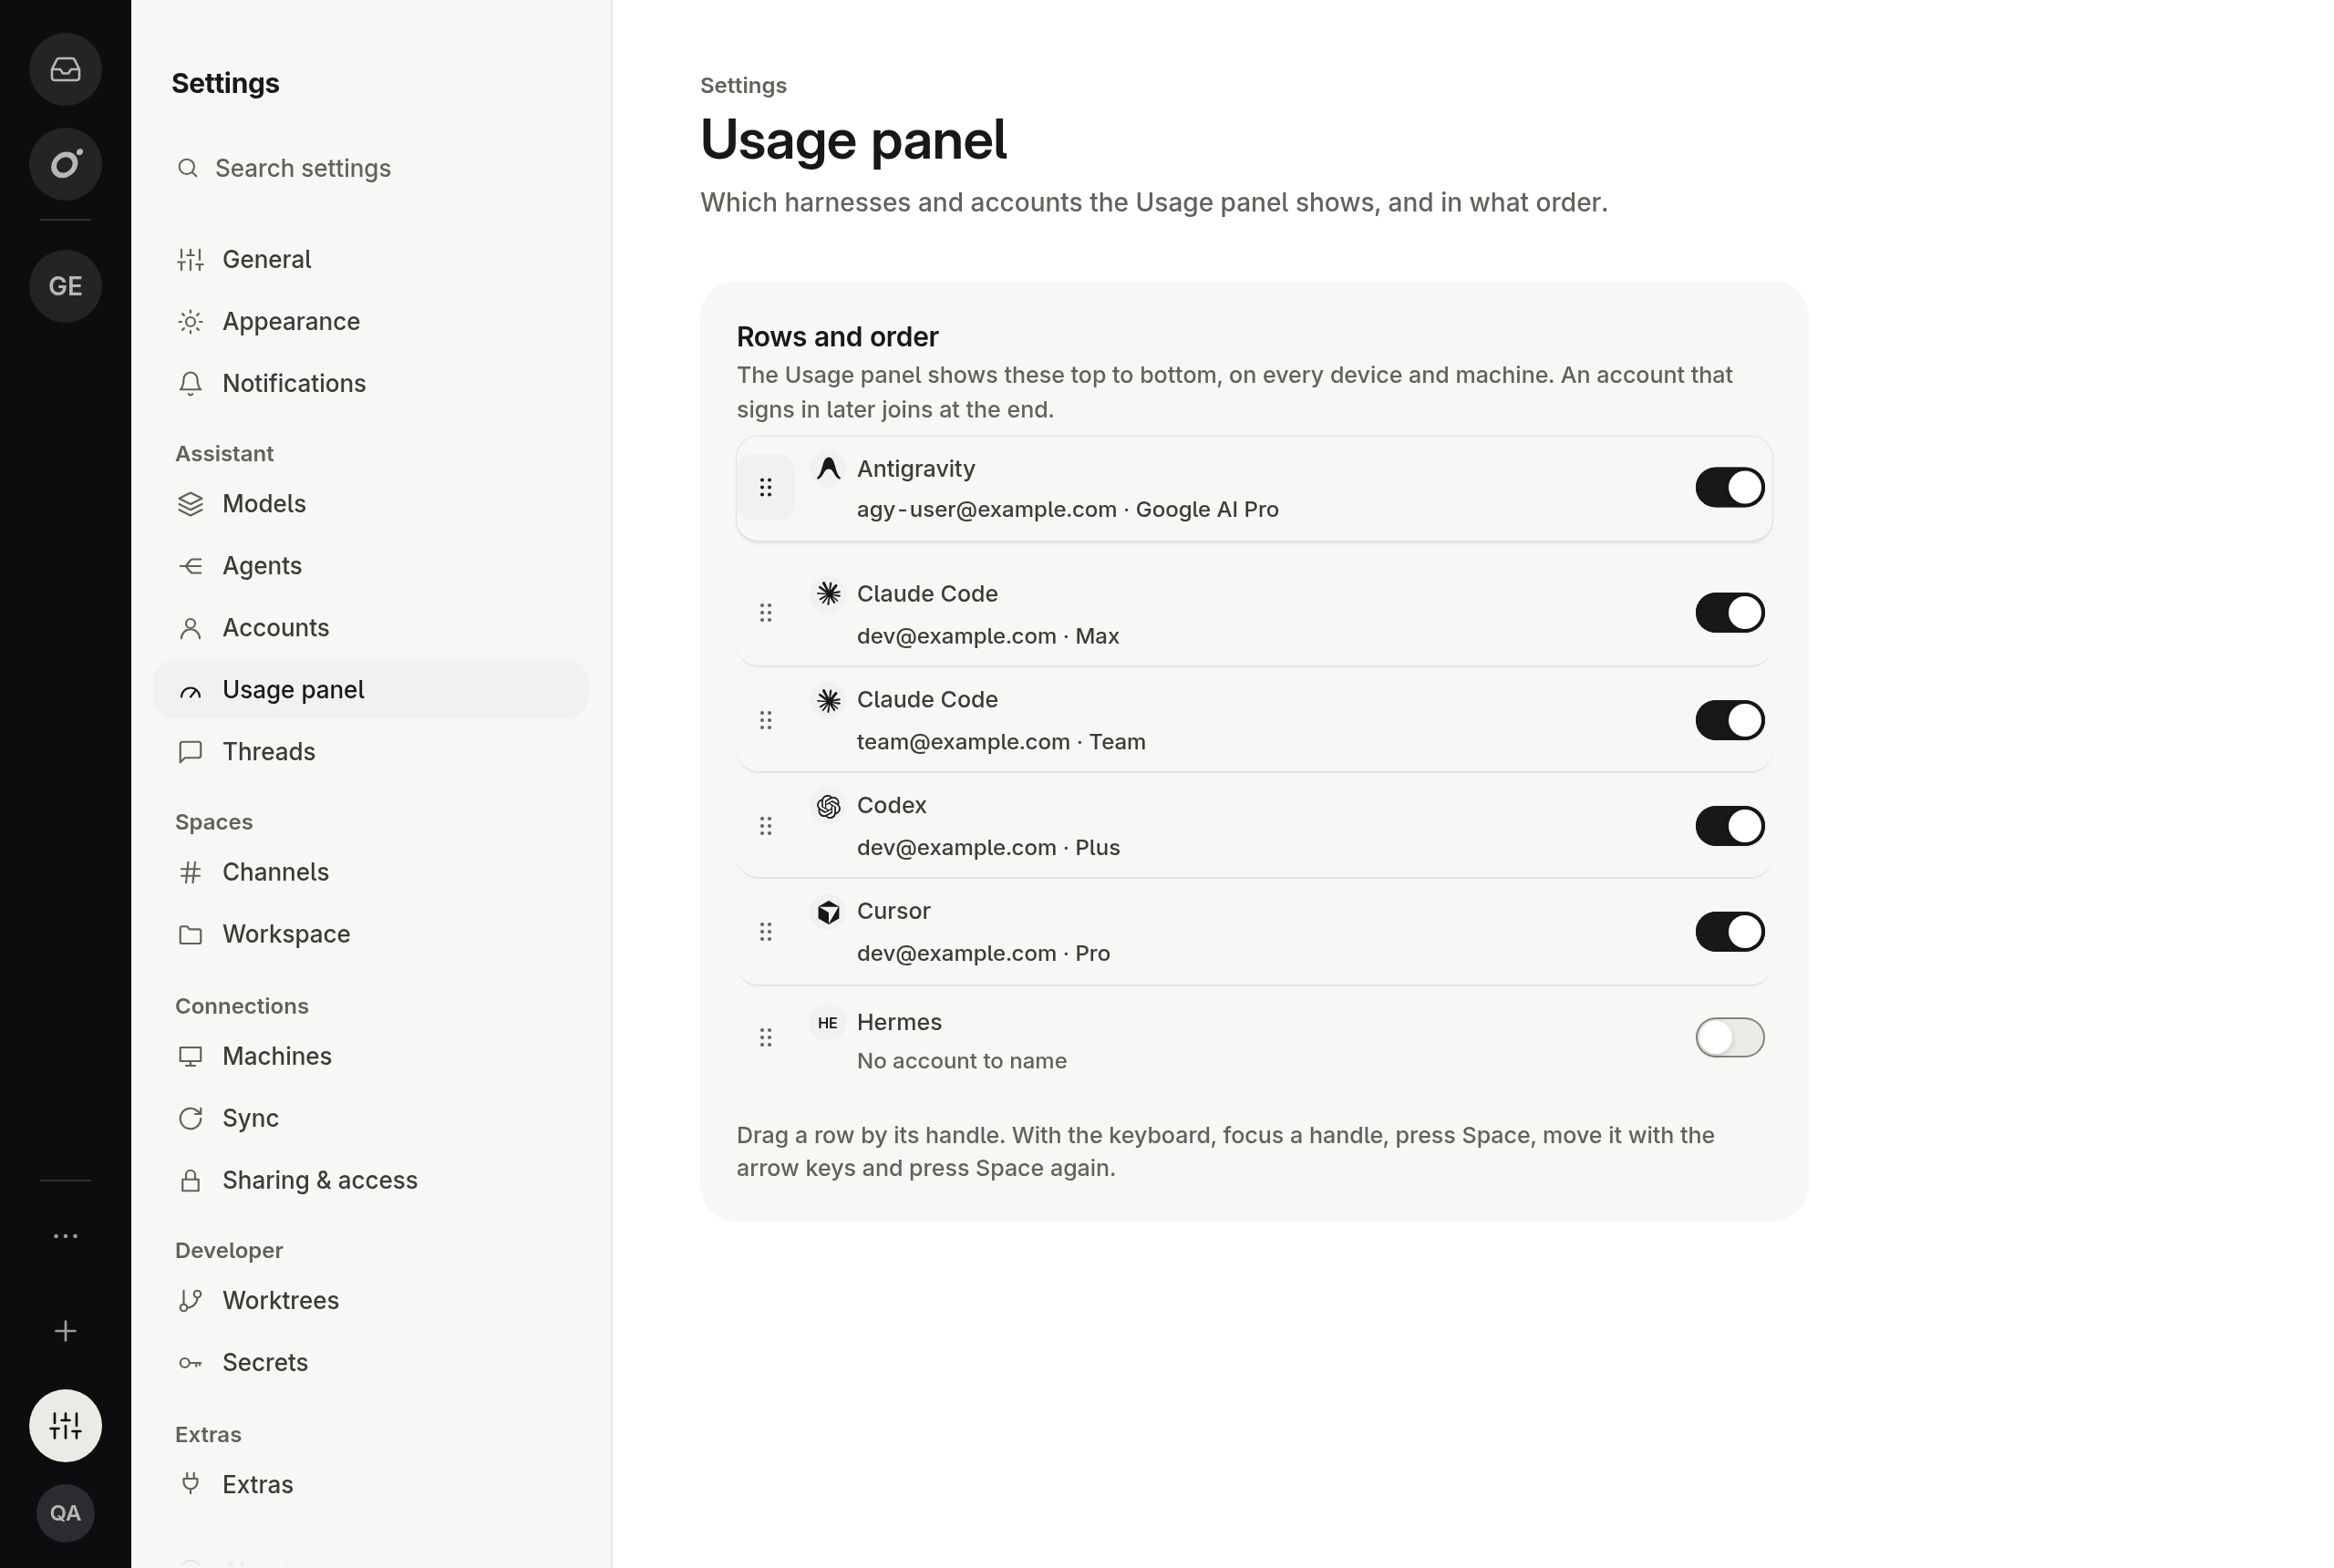 GE
QA
Settings
Search settings
General
Appearance
Notifications
Assistant
Models
Agents
Accounts
Usage panel
Threads
Spaces
Channels
Workspace
Connections
Machines
Sync
Sharing & access
Developer
Worktrees
Secrets
Extras
Extras
Settings
Usage panel
Which harnesses and accounts the Usage panel shows, and in what order.
Rows and order
The Usage panel shows these top to bottom, on every device and machine. An account that
signs in later joins at the end.
Antigravity
agy-user@example.com · Google AI Pro
Claude Code
dev@example.com · Max
Claude Code
team@example.com · Team
Codex
dev@example.com · Plus
Cursor
dev@example.com · Pro
HE Hermes
No account to name
Drag a row by its handle. With the keyboard, focus a handle, press Space, move it with the
arrow keys and press Space again.